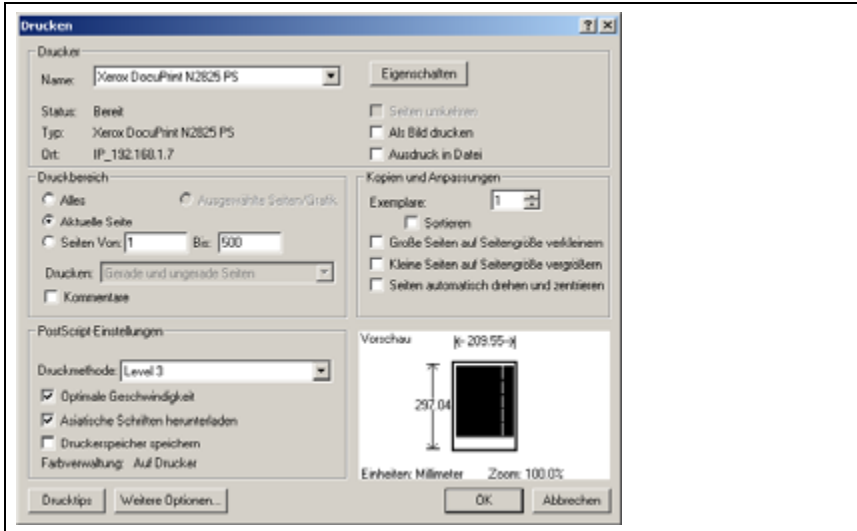 Drucken
Drucker
Name: Xerox DocuPrint N2825 PS
Eigenschaften
Status: Bereit
Typ: Xerox DocuPrint N2825 PS
Ort: IP_192.168.1.7
Seiten umkehren
Als Bild drucken
Ausdruck in Datei
Druckbereich
Alles
Ausgewählte Seiten/Grafik
Aktuelle Seite
Seiten Von: 1 Bis: 500
Drucken: Gerade und ungerade Seiten
Kommentare
Kopien und Anpassungen
Exemplare: 1
Sortieren
Große Seiten auf Seitengröße verkleinern
Kleine Seiten auf Seitengröße vergrößern
Seiten automatisch drehen und zentrieren
PostScript Einstellungen
Druckmethode: Level 3
Optimale Geschwindigkeit
Asiatische Schriften herunterladen
Druckerspeicher speichern
Farbverwaltung: Auf Drucker
Vorschau
209.55
297.04
Einheiten: Millimeter Zoom: 100.0%
Drucktips
Weitere Optionen...
OK
Abbrechen